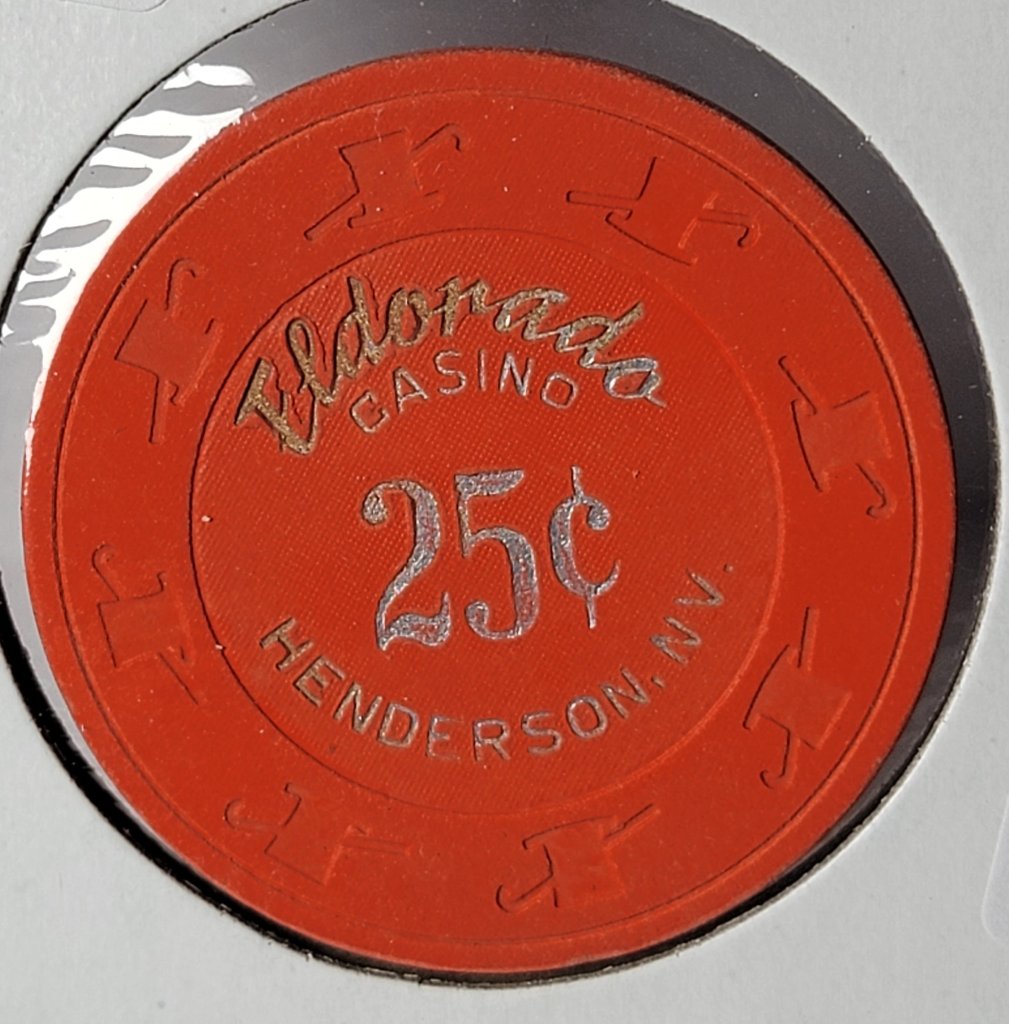 Eldorado
CASINO
25¢
HENDERSON, NV.